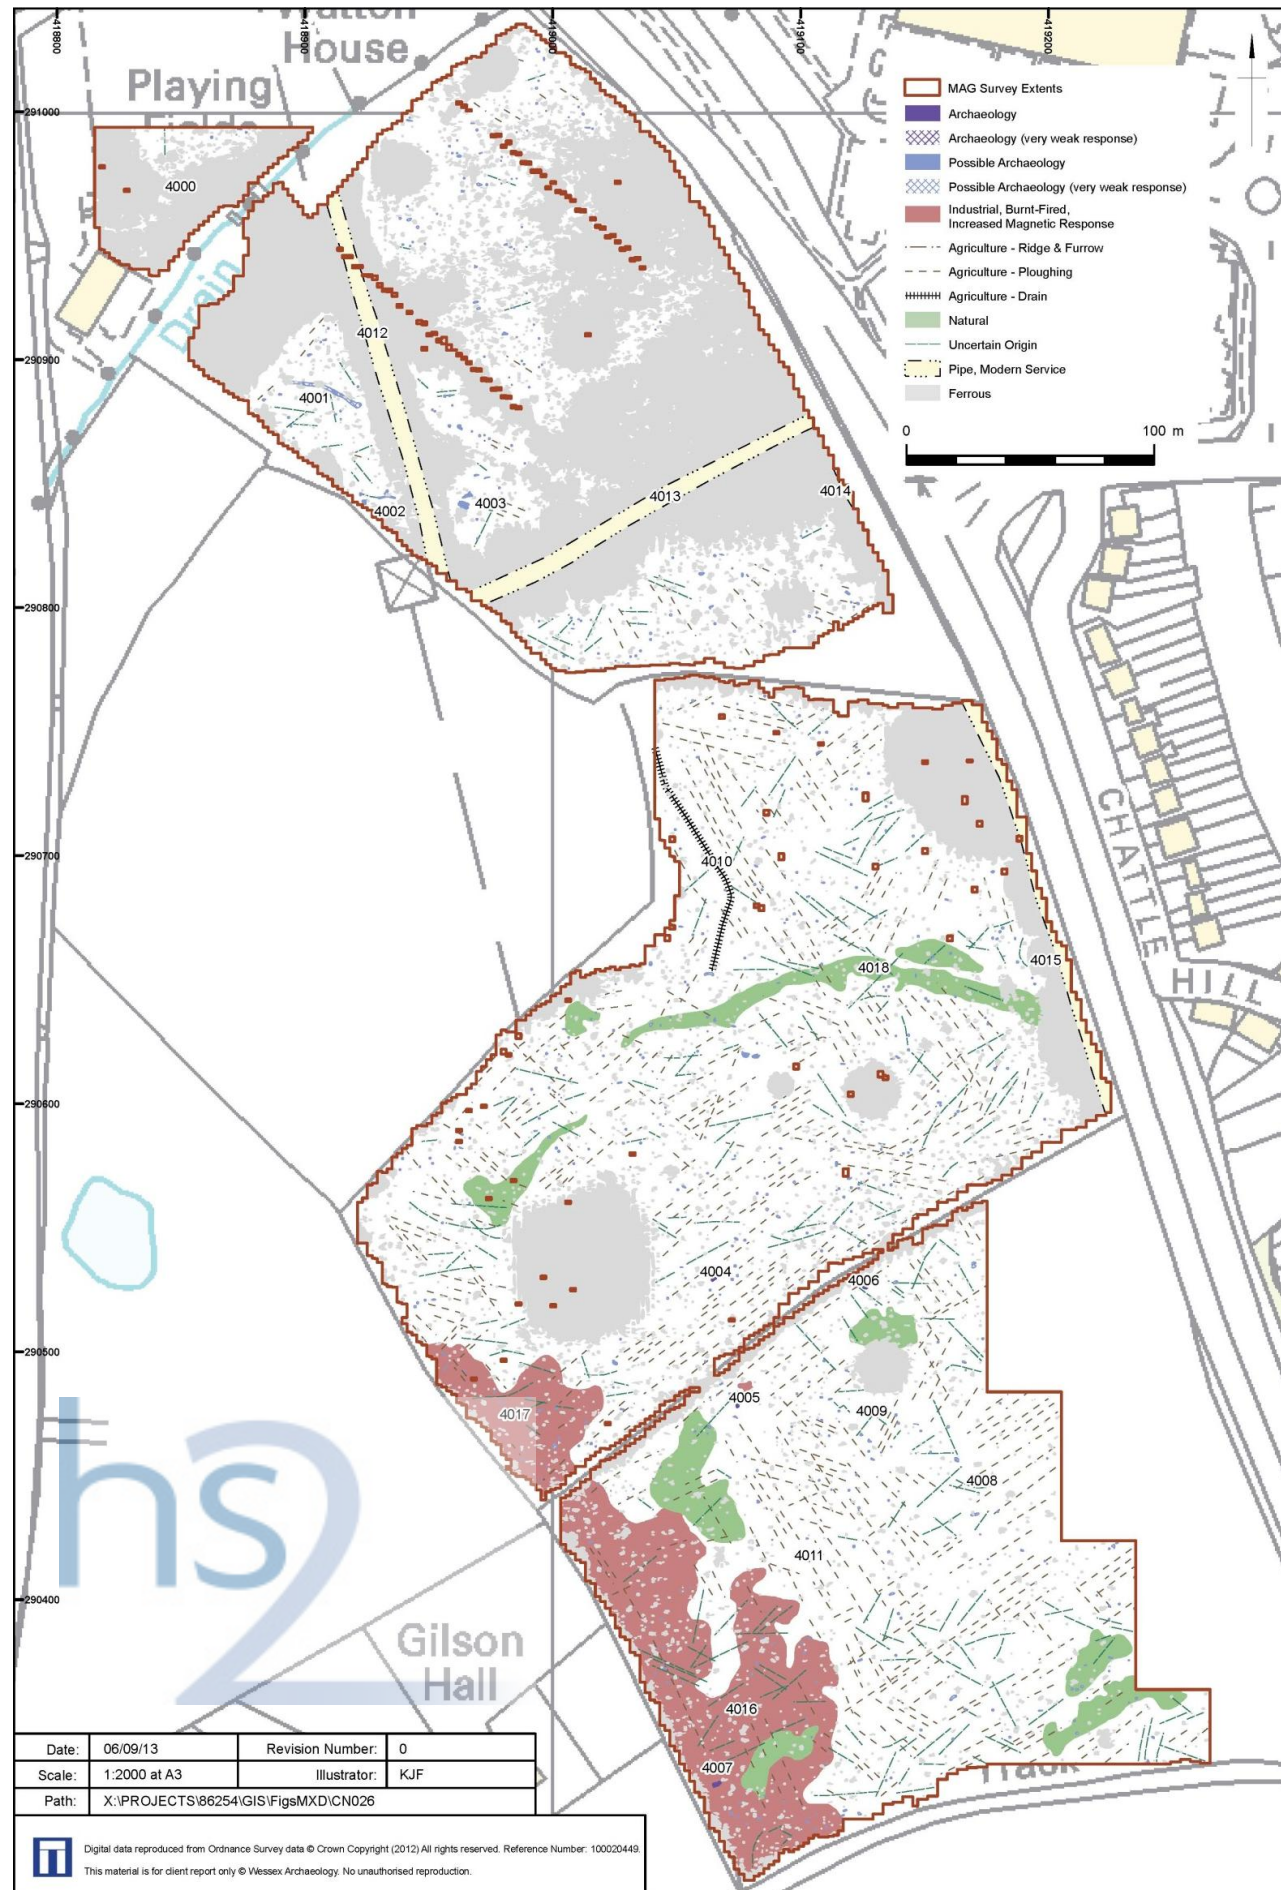 418800
418900
419000
419100
419200
Watton
House
Playing
Fields
291000
290900
290800
290700
290600
290500
290400
MAG Survey Extents
Archaeology
Archaeology (very weak response)
Possible Archaeology
Possible Archaeology (very weak response)
Industrial, Burnt-Fired,
Increased Magnetic Response
Agriculture - Ridge & Furrow
Agriculture - Ploughing
Agriculture - Drain
Natural
Uncertain Origin
Pipe, Modern Service
Ferrous
0 100 m
4000
Drain
4012
4001
4002
4003
4013
4014
CHATTLE
HILL
4010
4018
4015
4004
4006
4005
4009
4017
4008
4011
4016
4007
hs2
Gilson
Hall
Track
Date: 06/09/13 Revision Number: 0
Scale: 1:2000 at A3 Illustrator: KJF
Path: X:\PROJECTS\86254\GIS\FigsMXD\CN026
Digital data reproduced from Ordnance Survey data © Crown Copyright (2012) All rights reserved. Reference Number: 100020449.
This material is for client report only © Wessex Archaeology. No unauthorised reproduction.